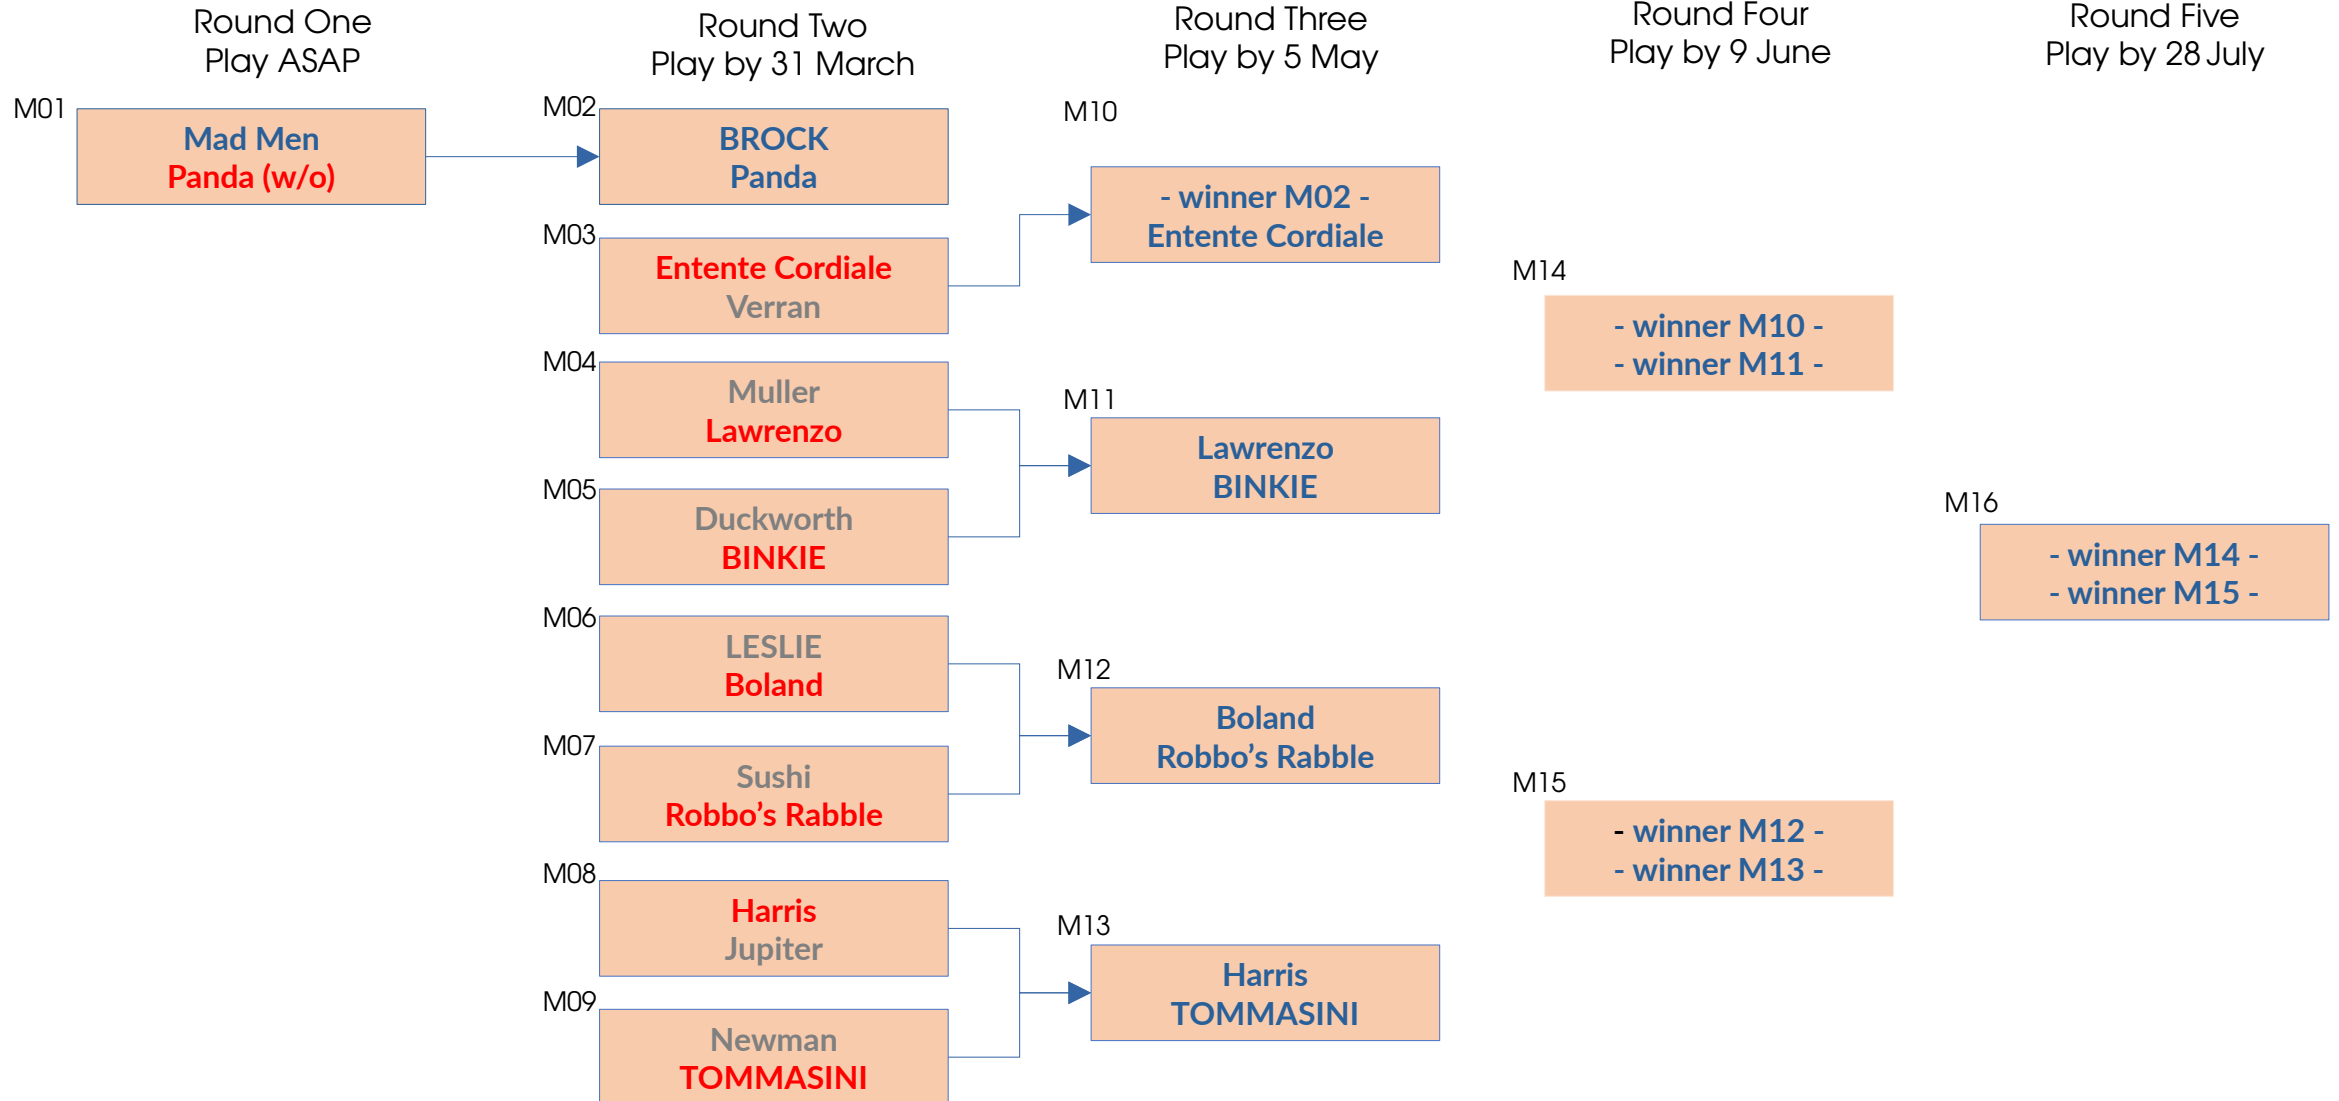 Round One
Play ASAP
M01
Mad Men
Panda (w/o)
Round Two
Play by 31 March
M02
BROCK
Panda
M03
Entente Cordiale
Verran
M04
Muller
Lawrenzo
M05
Duckworth
BINKIE
M06
LESLIE
Boland
M07
Sushi
Robbo’s Rabble
M08
Harris
Jupiter
M09
Newman
TOMMASINI
Round Three
Play by 5 May
M10
- winner M02 -
Entente Cordiale
M11
Lawrenzo
BINKIE
M12
Boland
Robbo’s Rabble
M13
Harris
TOMMASINI
Round Four
Play by 9 June
M14
- winner M10 -
- winner M11 -
M15
- winner M12 -
- winner M13 -
Round Five
Play by 28 July
M16
- winner M14 -
- winner M15 -